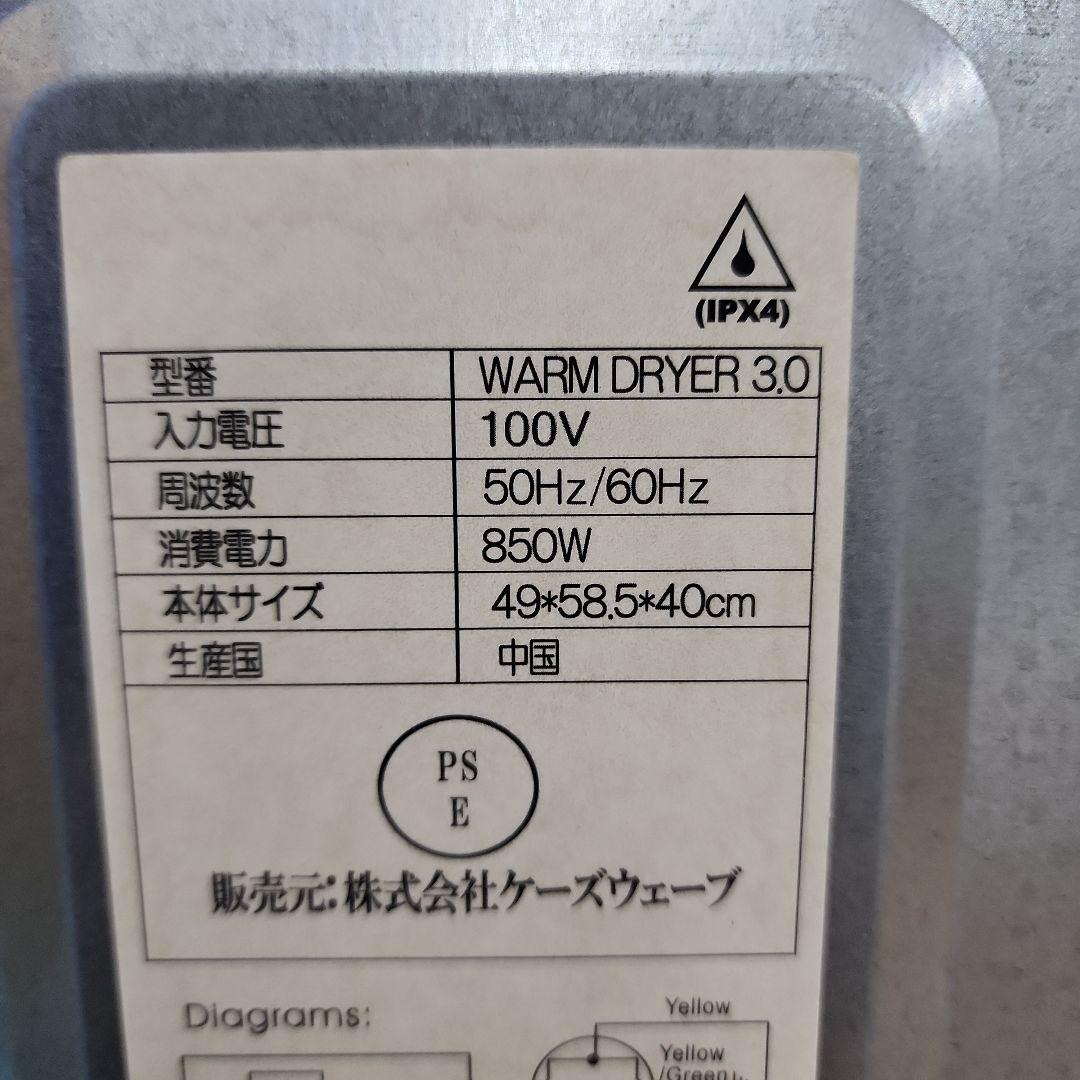 (IPX4)
型番 WARM DRYER 3.0
入力電圧 100V
周波数 50Hz/60Hz
消費電力 850W
本体サイズ 49*58.5*40cm
生産国 中国
PS
E
販売元:株式会社ケーズウェーブ
Diagrams:
Yellow
Yellow
/Green